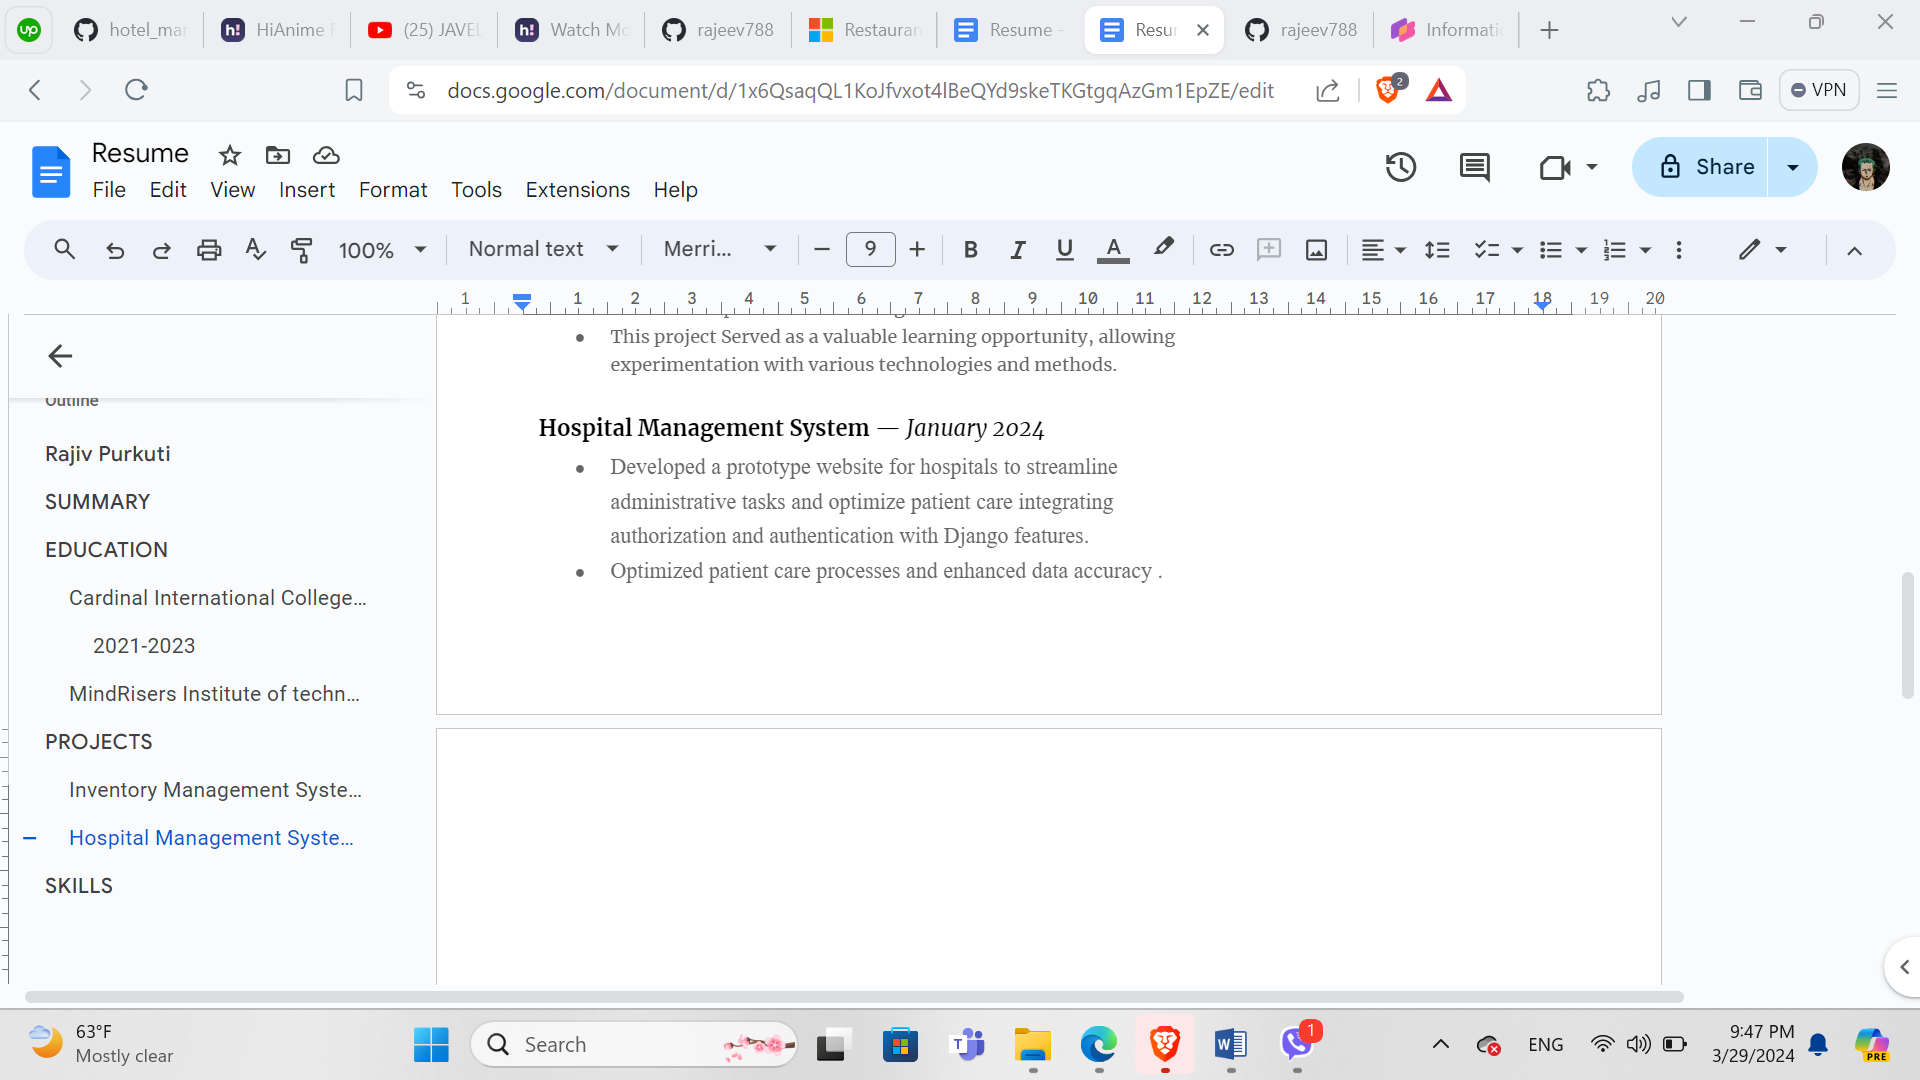 up
hotel_mar
HiAnime
(25) JAVEL
Watch Mo
rajeev788
Restauran
Resume -
Resur
rajeev788
Informatic
docs.google.com/document/d/1x6QsaqQL1KoJfvxot4lBeQYd9skeTKGtgqAzGm1EpZE/edit
2
VPN
Resume
File Edit View Insert Format Tools Extensions Help
Share
100% Normal text Merri... 9 B I U A
1 1 2 3 4 5 6 7 8 9 10 11 12 13 14 15 16 17 18 19 20
Outline
Rajiv Purkuti
SUMMARY
EDUCATION
Cardinal International College...
2021-2023
MindRisers Institute of techn...
PROJECTS
Inventory Management Syste...
Hospital Management Syste...
SKILLS
● This project Served as a valuable learning opportunity, allowing
experimentation with various technologies and methods.
Hospital Management System — January 2024
● Developed a prototype website for hospitals to streamline
administrative tasks and optimize patient care integrating
authorization and authentication with Django features.
● Optimized patient care processes and enhanced data accuracy .
63°F
Mostly clear
Search
T
W
1
ENG
9:47 PM
3/29/2024
PRE